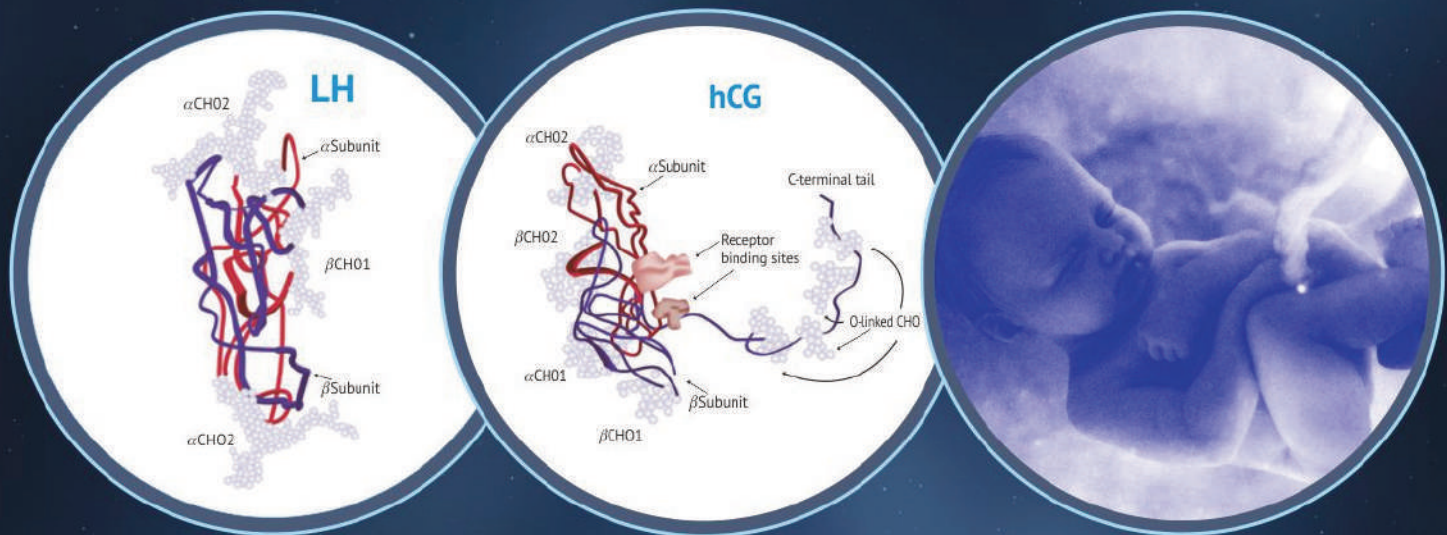 LH
αCHO2
αSubunit
βCHO1
βSubunit
αCHO2
hCG
αCHO2
αSubunit
C-terminal tail
βCHO2
Receptor
binding sites
O-linked CHO
αCHO1
βSubunit
βCHO1